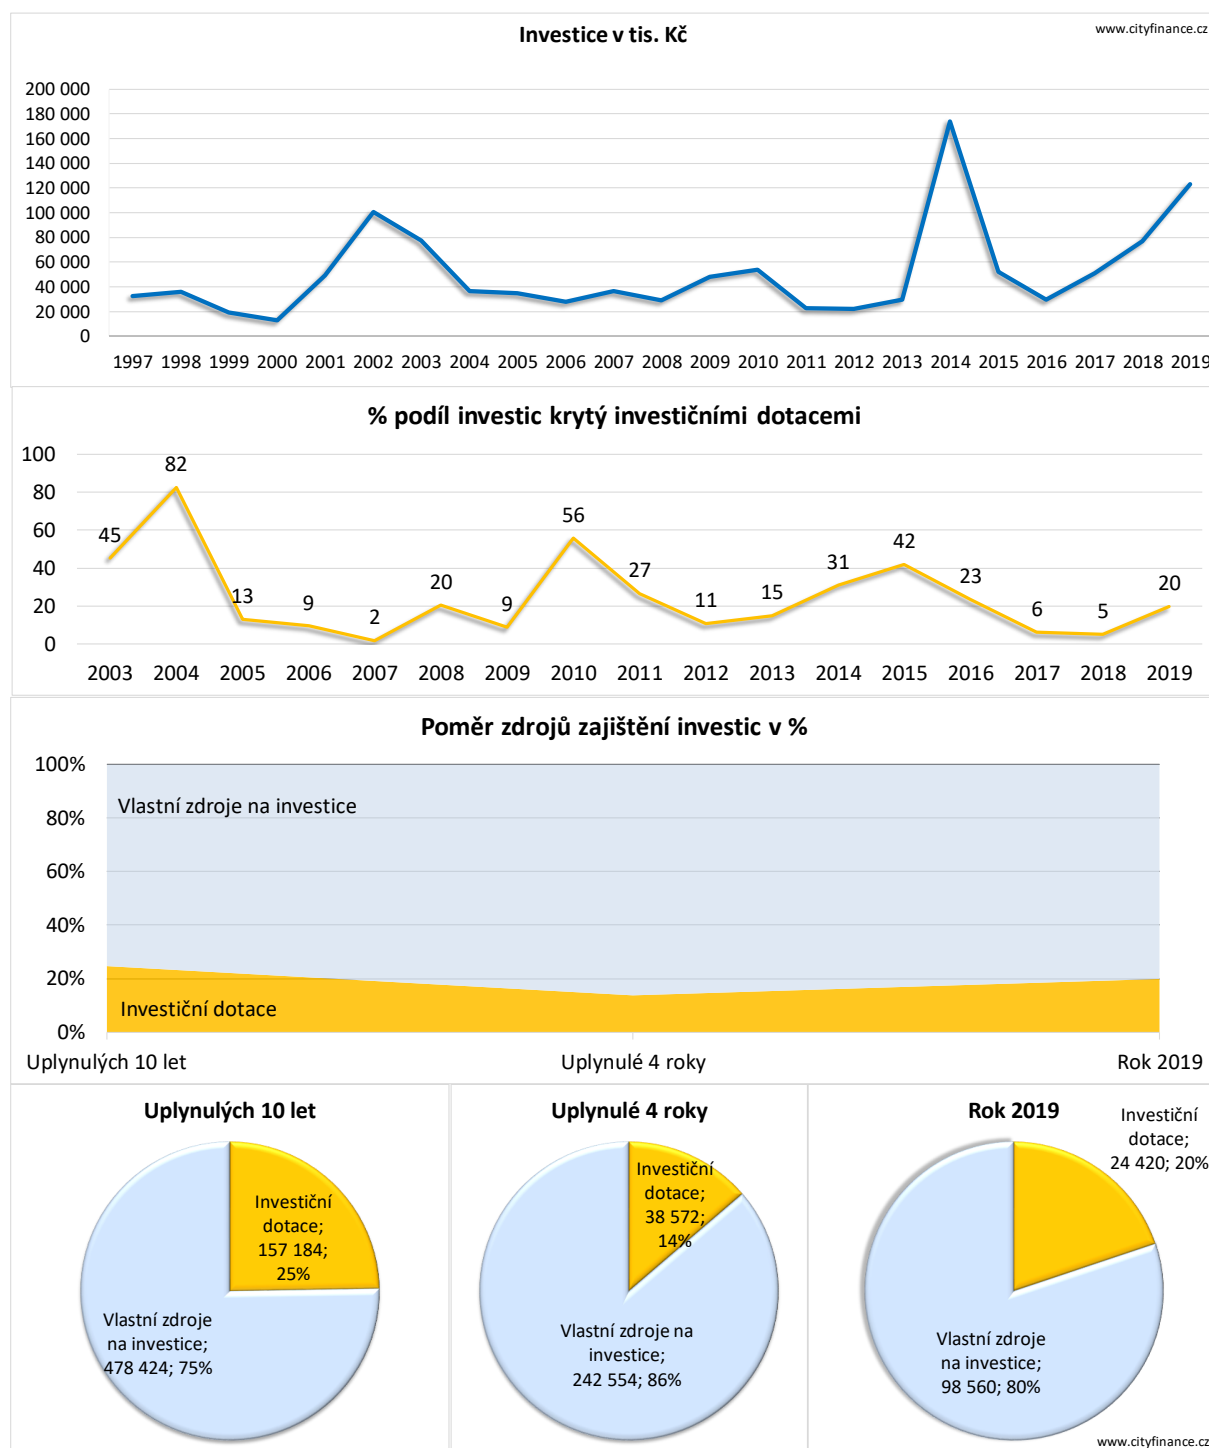 Investice v tis. Kč
www.cityfinance.cz
200 000
180 000
160 000
140 000
120 000
100 000
80 000
60 000
40 000
20 000
0
1997 1998 1999 2000 2001 2002 2003 2004 2005 2006 2007 2008 2009 2010 2011 2012 2013 2014 2015 2016 2017 2018 2019
% podíl investic krytý investičními dotacemi
100
80
60
40
20
0
45 82 13 9 2 20 9 56 27 11 15 31 42 23 6 5 20
2003 2004 2005 2006 2007 2008 2009 2010 2011 2012 2013 2014 2015 2016 2017 2018 2019
Poměr zdrojů zajištění investic v %
100%
80%
60%
40%
20%
0%
Vlastní zdroje na investice
Investiční dotace
Uplynulých 10 let Uplynulé 4 roky Rok 2019
Uplynulých 10 let
Investiční
dotace;
157 184;
25%
Vlastní zdroje
na investice;
478 424; 75%
Uplynulé 4 roky
Investiční
dotace;
38 572;
14%
Vlastní zdroje na
investice;
242 554; 86%
Rok 2019
Investiční
dotace;
24 420; 20%
Vlastní zdroje
na investice;
98 560; 80%
www.cityfinance.cz